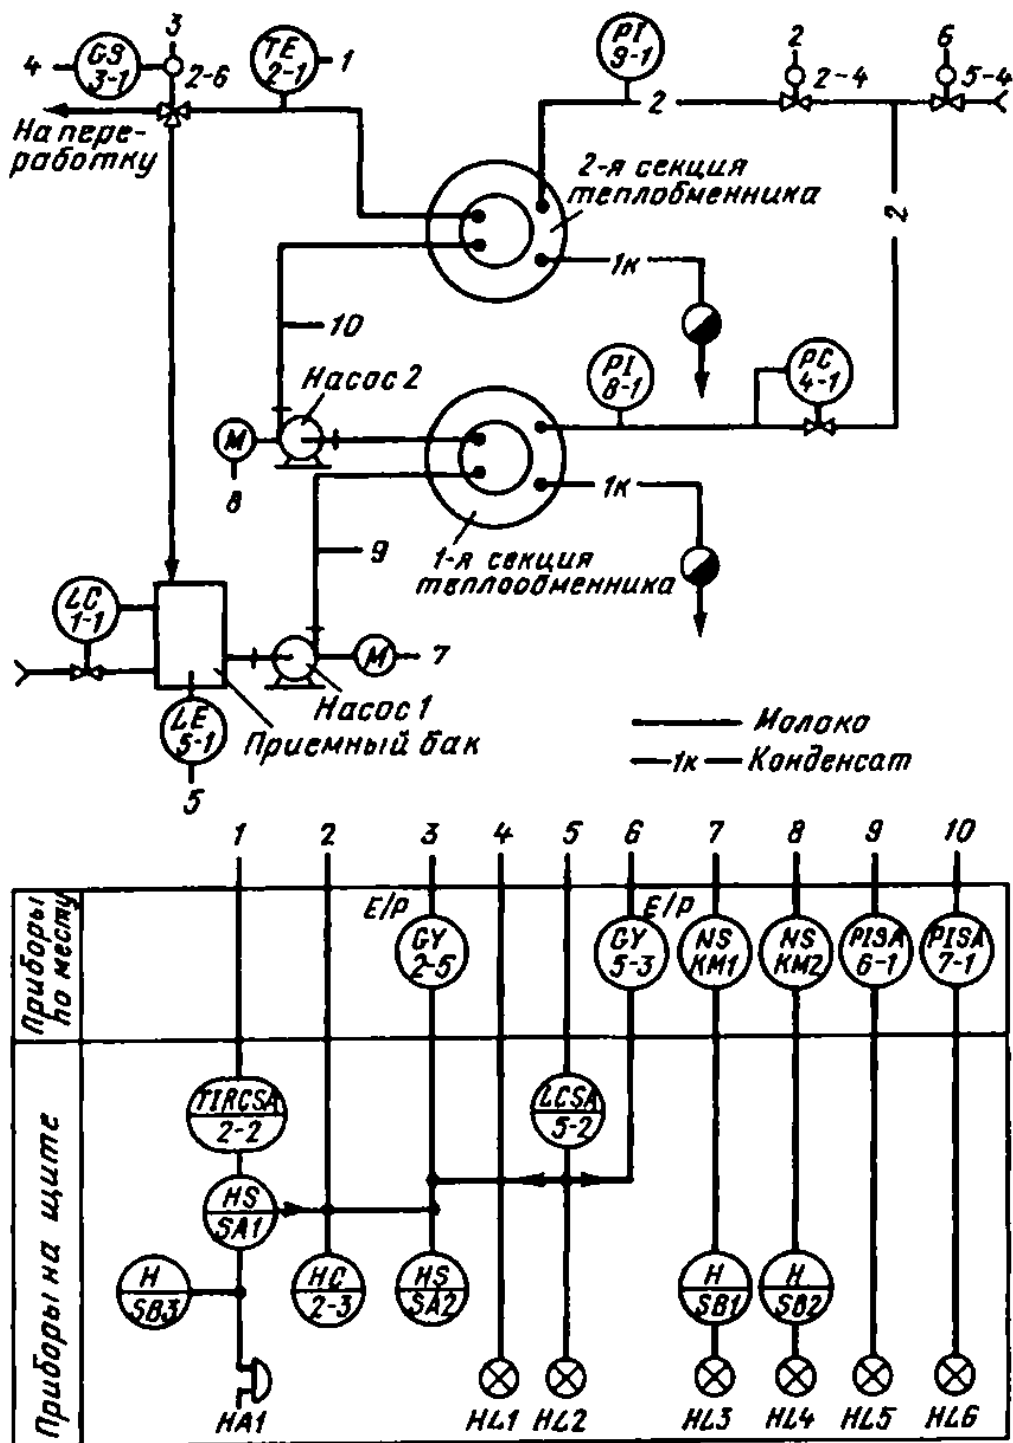 3
4
GS
3-1
2-6
TE
2-1
1
PI
9-1
2
2-4
6
5-4
2
На пере-
работку
2-я секция
теплобменника
2
1к
10
Насос 2
PI
8-1
PC
4-1
М
8
1к
9
1-я секция
теплообменника
LC
1-1
М
7
Насос 1
LE
5-1
Приемный бак
5
Молоко
1к Конденсат
1 2 3 4 5 6 7 8 9 10
Приборы
по месту
E/P
GY
2-5
E/P
GY
5-3
NS
KM1
NS
KM2
PISA
6-1
PISA
7-1
Приборы на щите
TIRCSA
2-2
LCSA
5-2
HS
SA1
H
SB3
HC
2-3
HS
SA2
H
SB1
H
SB2
HA1 HL1 HL2 HL3 HL4 HL5 HL6